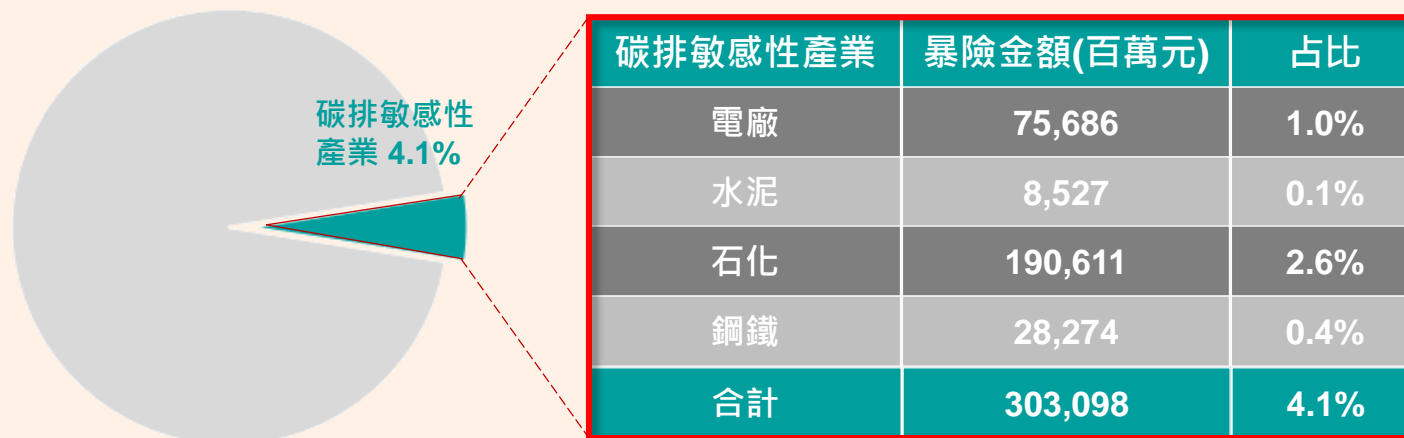 碳排敏感性
產業 4.1%
碳排敏感性產業 暴險金額(百萬元) 占比
電廠 75,686 1.0%
水泥 8,527 0.1%
石化 190,611 2.6%
鋼鐵 28,274 0.4%
合計 303,098 4.1%